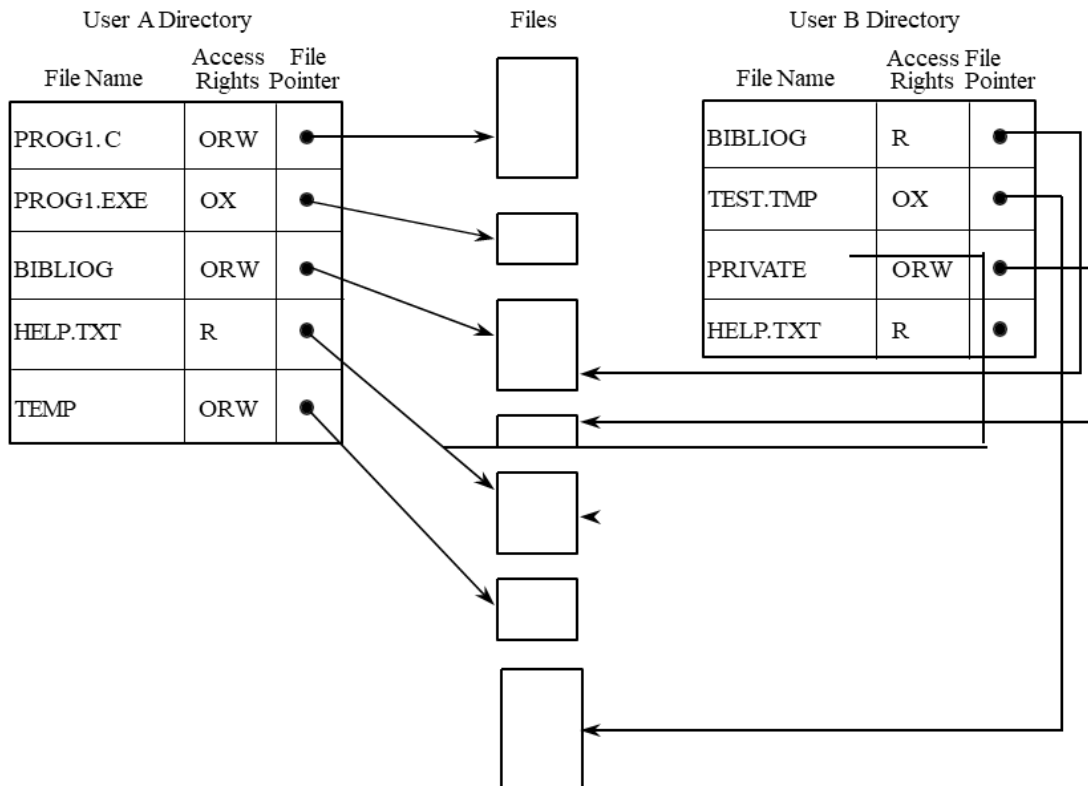 User A Directory Files User B Directory
Access File Access File
File Name Rights Pointer File Name Rights Pointer
PROG1.C ORW BIBLIOG R
PROG1.EXE OX TEST.TMP OX
BIBLIOG ORW PRIVATE ORW
HELP.TXT R HELP.TXT R
TEMP ORW